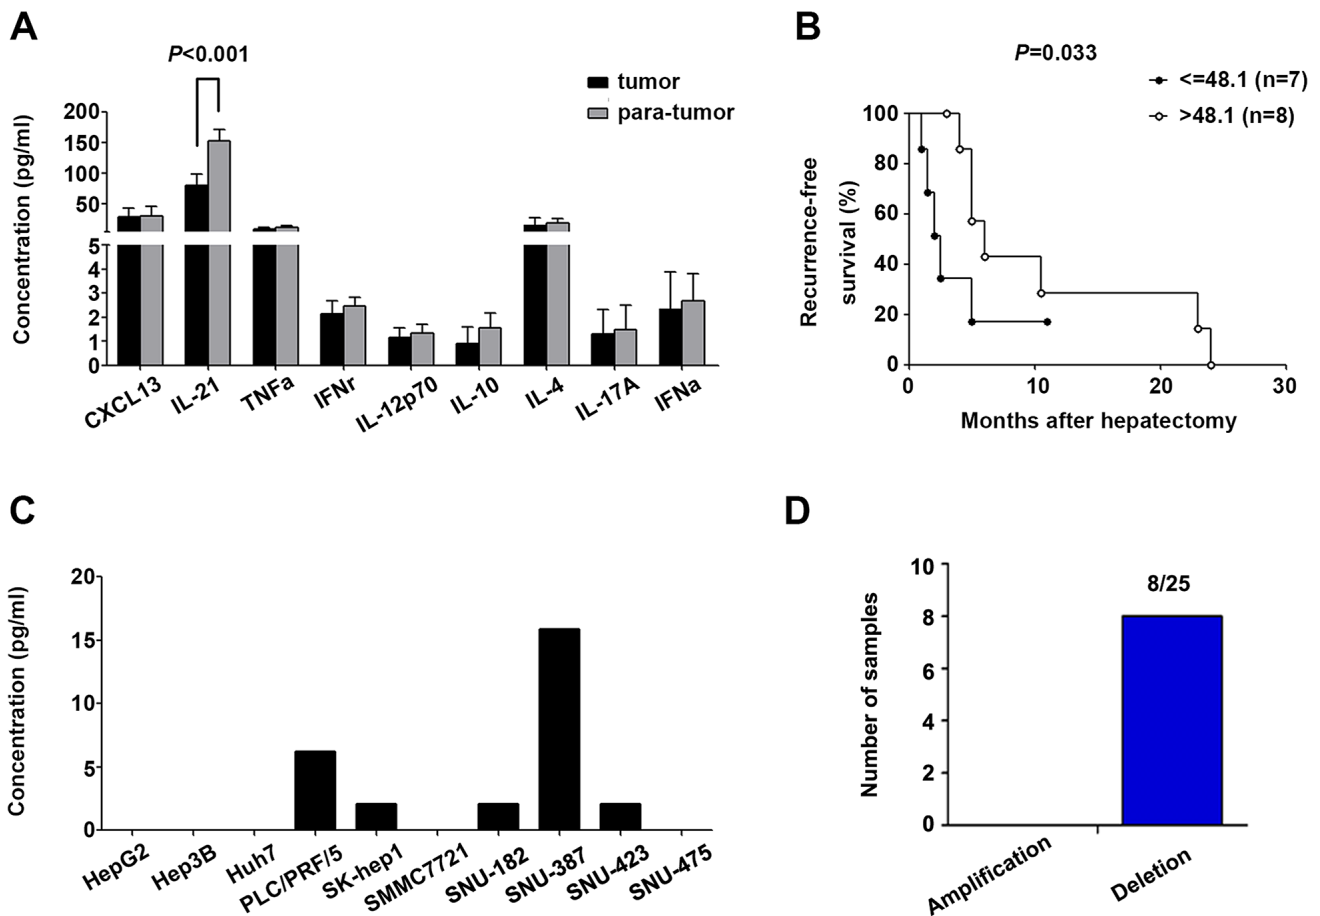 A
P<0.001
tumor
para-tumor
Concentration (pg/ml)
200
150
100
50
5
4
3
2
1
0
CXCL13
IL-21
TNFa
IFNr
IL-12p70
IL-10
IL-4
IL-17A
IFNa
B
P=0.033
<=48.1 (n=7)
>48.1 (n=8)
Recurrence-free
survival (%)
100
80
60
40
20
0
0 10 20 30
Months after hepatectomy
C
Concentration (pg/ml)
20
15
10
5
0
HepG2
Hep3B
Huh7
PLC/PRF/5
SK-hep1
SMMC7721
SNU-182
SNU-387
SNU-423
SNU-475
D
Number of samples
10
8
6
4
2
0
8/25
Amplification
Deletion